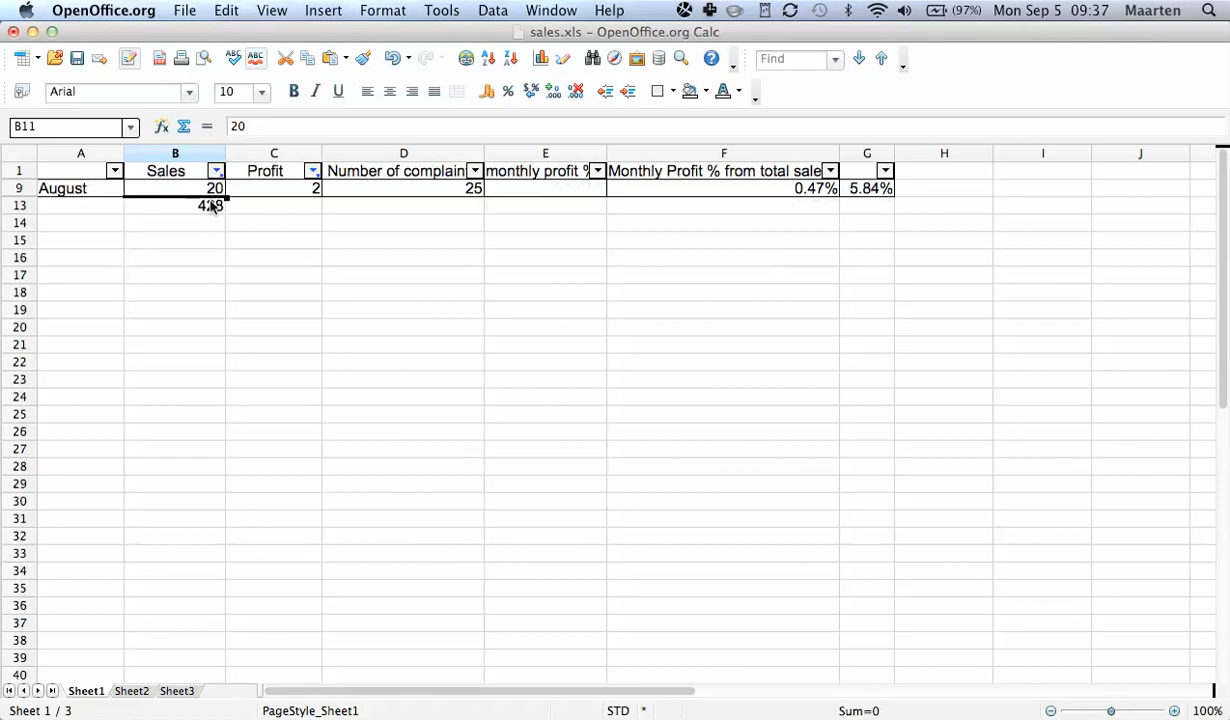 OpenOffice.org File Edit View Insert Format Tools Data Window Help (97%) Mon Sep 5 09:37 Maarten
sales.xls – OpenOffice.org Calc
Find
Arial 10 B I U
B11 20
A B C D E F G H I J
1 Sales Profit Number of complain monthly profit % Monthly Profit % from total sale
9 August 20 2 25 0.47% 5.84%
13
14
15
16
17
18
19
20
21
22
23
24
25
26
27
28
29
30
31
32
33
34
35
36
37
38
39
40
Sheet1 Sheet2 Sheet3
Sheet 1 / 3 PageStyle_Sheet1 STD * Sum=0 100%